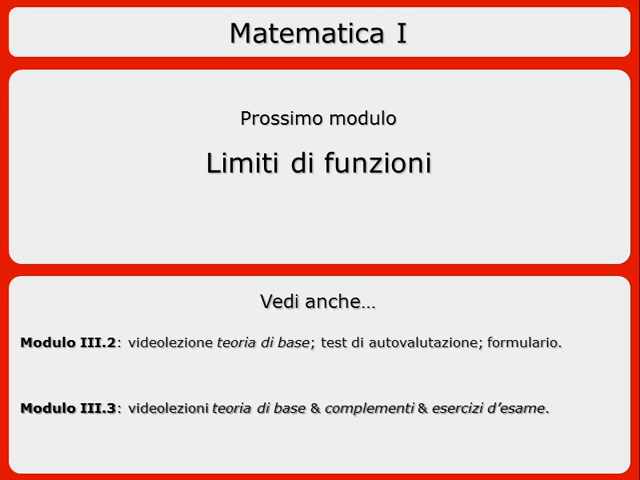 Matematica I
Prossimo modulo
Limiti di funzioni
Vedi anche…
Modulo III.2: videolezione teoria di base; test di autovalutazione; formulario.
Modulo III.3: videolezioni teoria di base & complementi & esercizi d’esame.